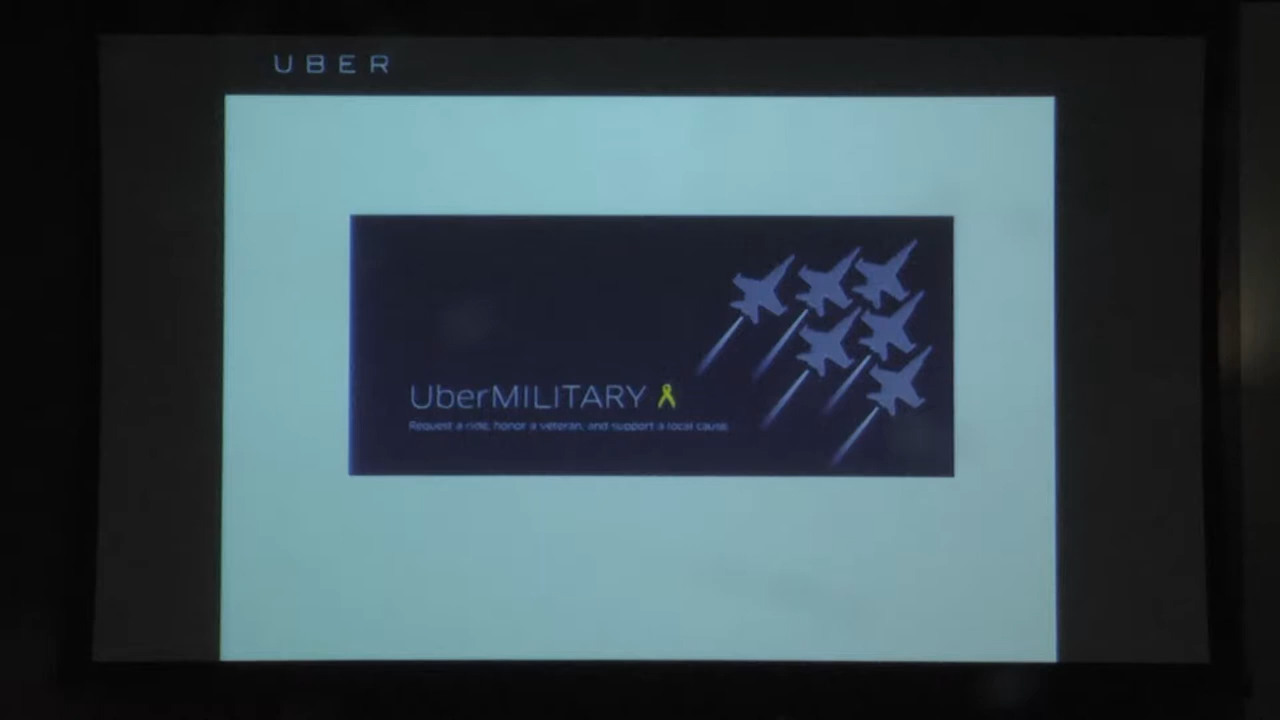 UBER
UberMILITARY
Request a ride, honor a veteran, and support a local cause.